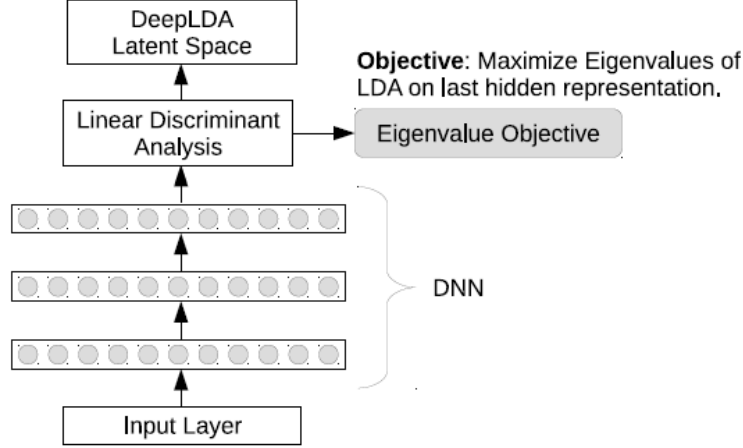 DeepLDA
Latent Space
Objective: Maximize Eigenvalues of
LDA on last hidden representation.
Linear Discriminant
Analysis
Eigenvalue Objective
DNN
Input Layer